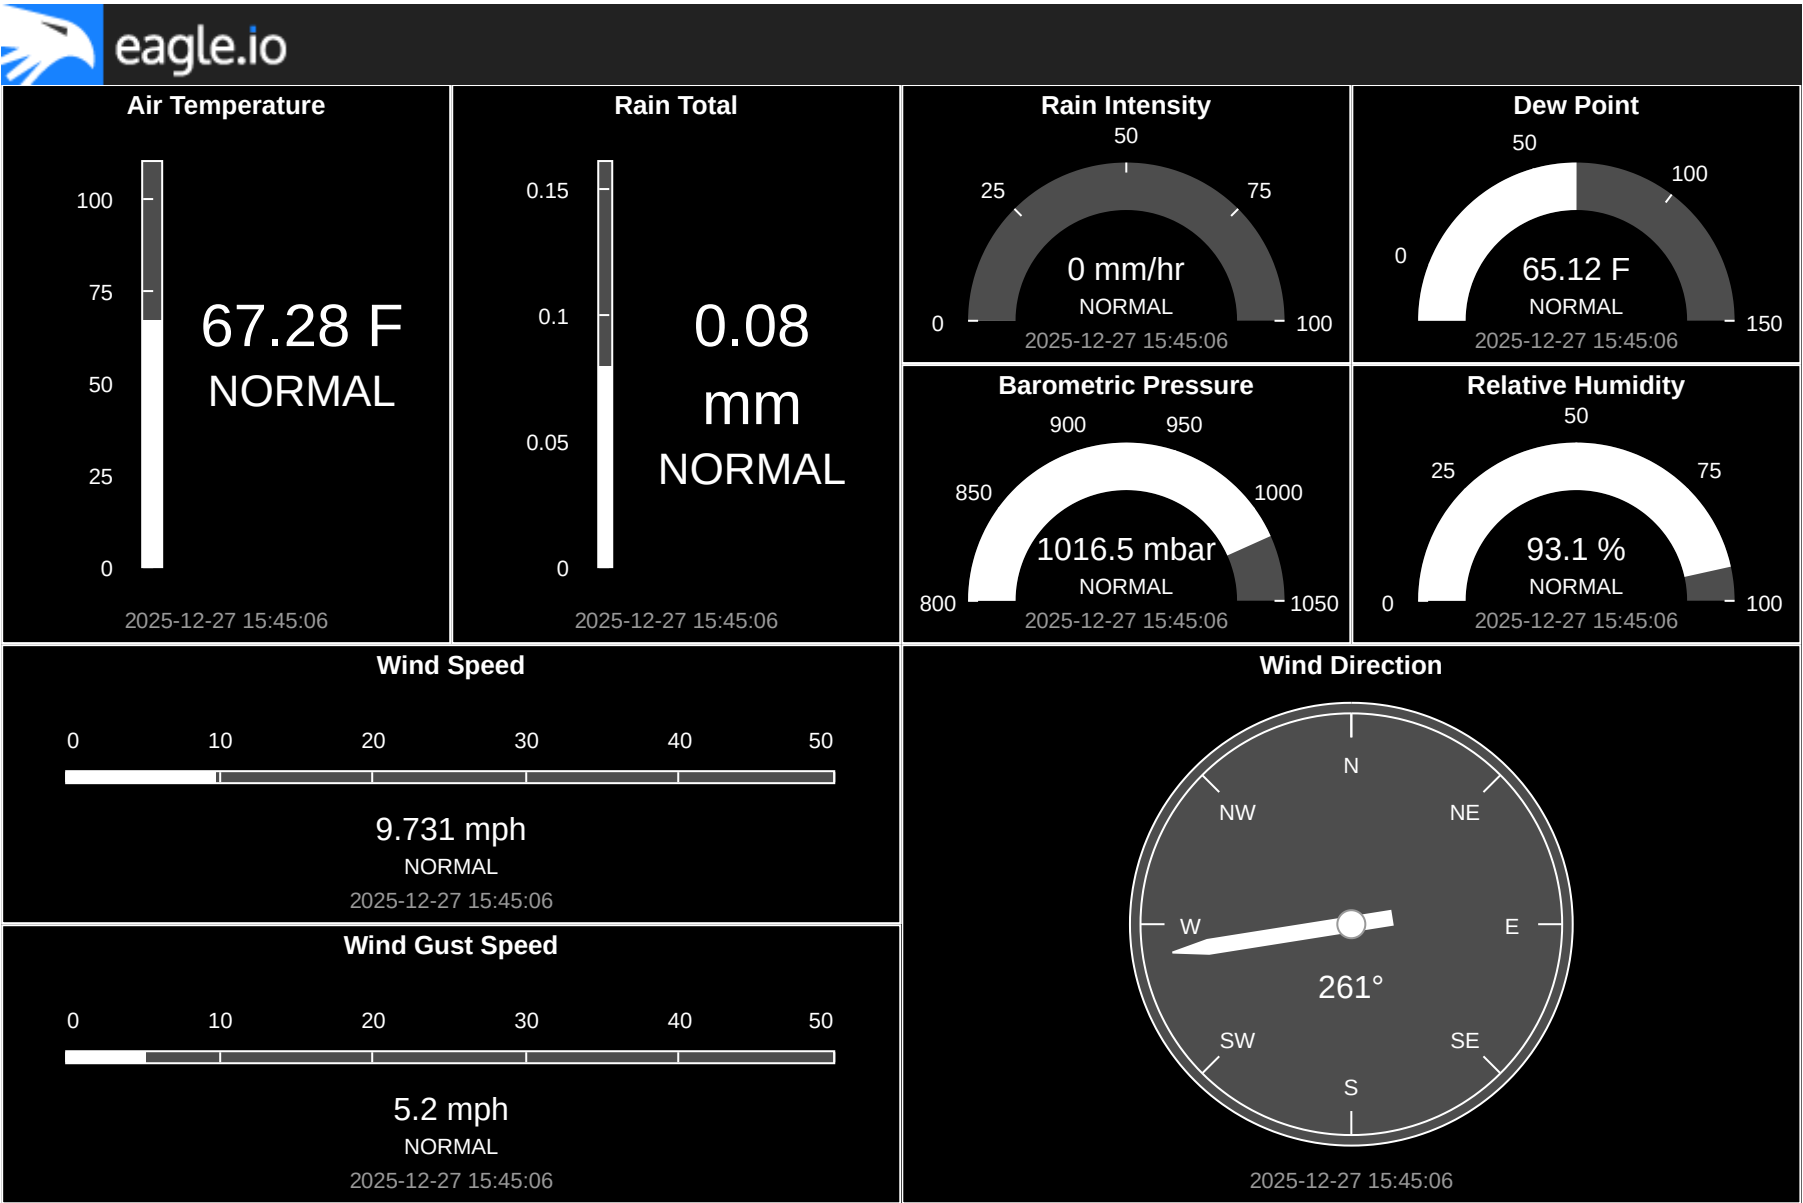 eagle.io
Air Temperature
100
75
50
25
0
67.28 F
NORMAL
2025-12-27 15:45:06
Rain Total
0.15
0.1
0.05
0
0.08
mm
NORMAL
2025-12-27 15:45:06
Rain Intensity
0
25
50
75
100
0 mm/hr
NORMAL
2025-12-27 15:45:06
Dew Point
0
50
100
150
65.12 F
NORMAL
2025-12-27 15:45:06
Barometric Pressure
800
850
900
950
1000
1050
1016.5 mbar
NORMAL
2025-12-27 15:45:06
Relative Humidity
0
25
50
75
100
93.1 %
NORMAL
2025-12-27 15:45:06
Wind Speed
0 10 20 30 40 50
9.731 mph
NORMAL
2025-12-27 15:45:06
Wind Gust Speed
0 10 20 30 40 50
5.2 mph
NORMAL
2025-12-27 15:45:06
Wind Direction
N
NW NE
W E
261°
SW SE
S
2025-12-27 15:45:06